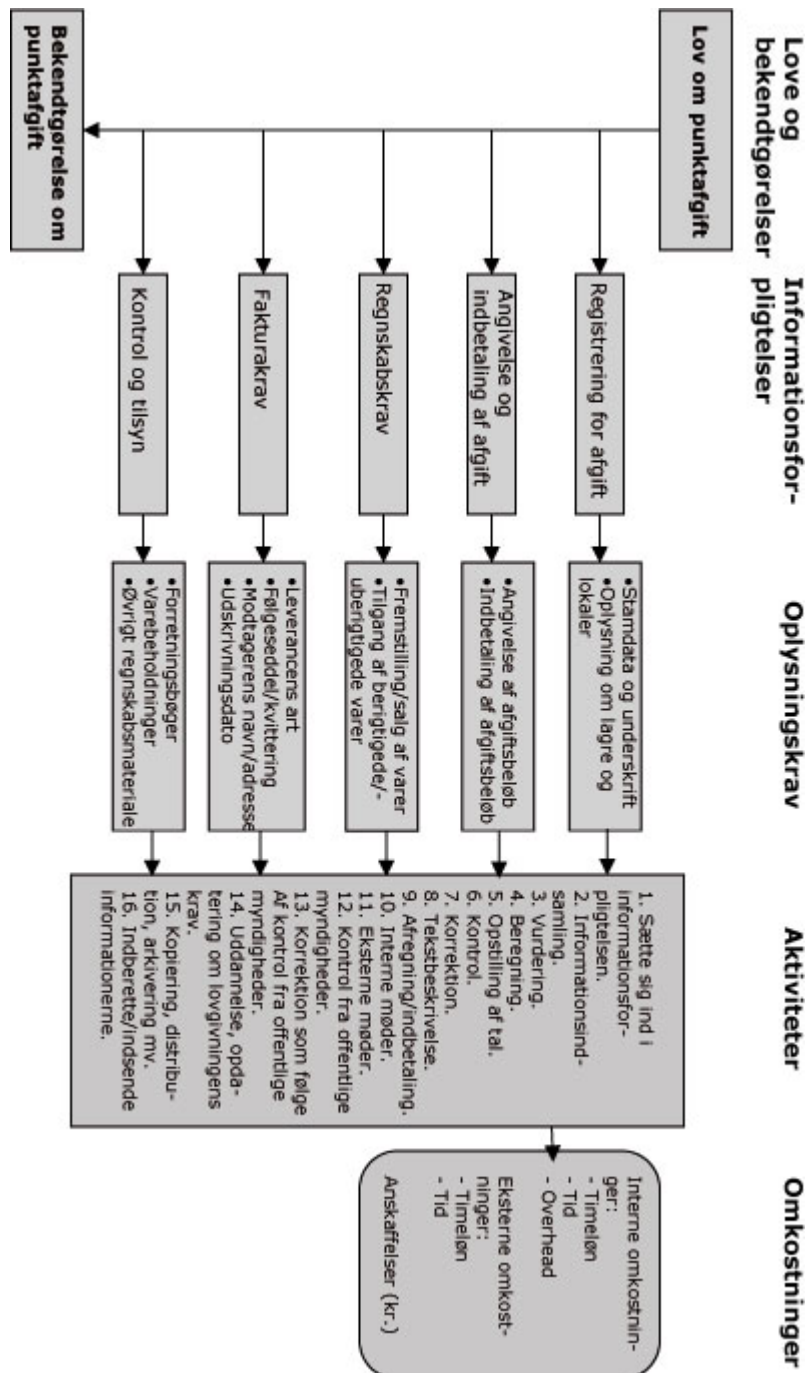 Love og
bekendtgørelser
Informationsfor-
pligtelser
Oplysningskrav
Aktiviteter
Omkostninger
Lov om punktafgift
Bekendtgørelse om
punktafgift
Registrering for afgift
Angivelse og
indbetaling af afgift
Regnskabskrav
Fakturakrav
Kontrol og tilsyn
•Stamdata og underskrift
•Oplysning om lagre og
lokaler
•Angivelse af afgiftsbeløb
•Indbetaling af afgiftsbeløb
•Fremstilling/salg af varer
•Tilgang af berigtigede/-
uberigtigede varer
•Leverancens art
•Følgeseddel/kvittering
•Modtagerens navn/adresse
•Udskrivningsdato
•Forretningsbøger
•Varebeholdninger
•Øvrigt regnskabsmateriale
1. Sætte sig ind i
informationsfor-
pligtelsen.
2. Informationsind-
samling.
3. Vurdering.
4. Beregning.
5. Opstilling af tal.
6. Kontrol.
7. Korrektion.
8. Tekstbeskrivelse.
9. Afregning/indbetaling.
10. Interne møder.
11. Eksterne møder.
12. Kontrol fra offentlige
myndigheder.
13. Korrektion som følge
Af kontrol fra offentlige
myndigheder.
14. Uddannelse, opda-
tering om lovgivningens
krav.
15. Kopiering, distribu-
tion, arkivering mv.
16. Indberette/indsende
informationerne.
Interne omkostnin-
ger:
- Timeløn
- Tid
- Overhead
Eksterne omkost-
ninger:
- Timeløn
- Tid
Anskaffelser (kr.)